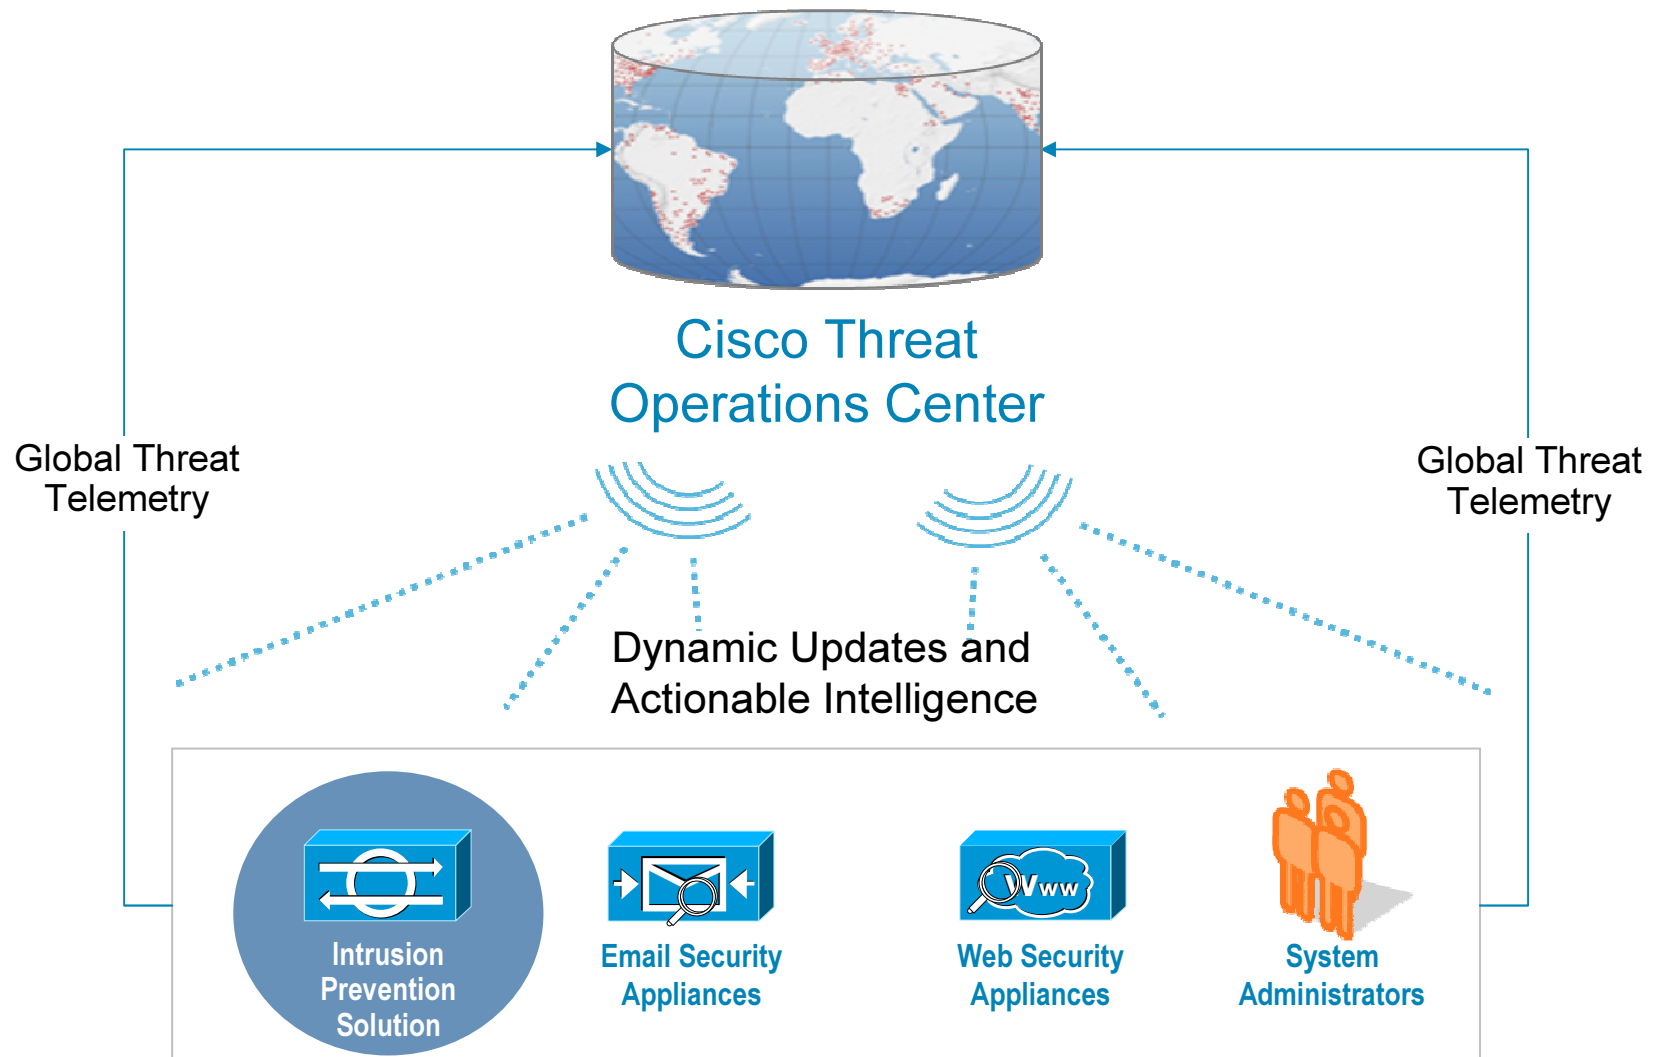 Cisco Threat
Operations Center
Global Threat
Telemetry
Global Threat
Telemetry
Dynamic Updates and
Actionable Intelligence
Www
Intrusion
Prevention
Solution
Email Security
Appliances
Web Security
Appliances
System
Administrators